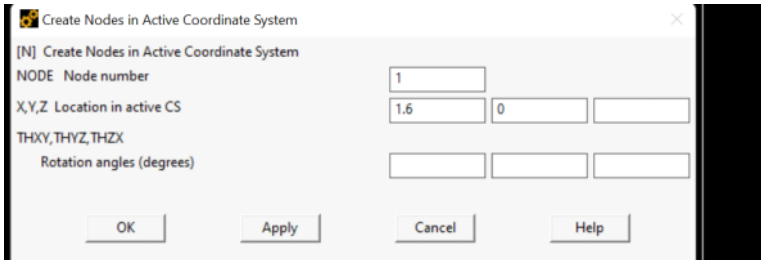 Create Nodes in Active Coordinate System
[N] Create Nodes in Active Coordinate System
NODE Node number 1
X,Y,Z Location in active CS 1.6 0
THXY,THYZ,THZX
Rotation angles (degrees)
OK Apply Cancel Help